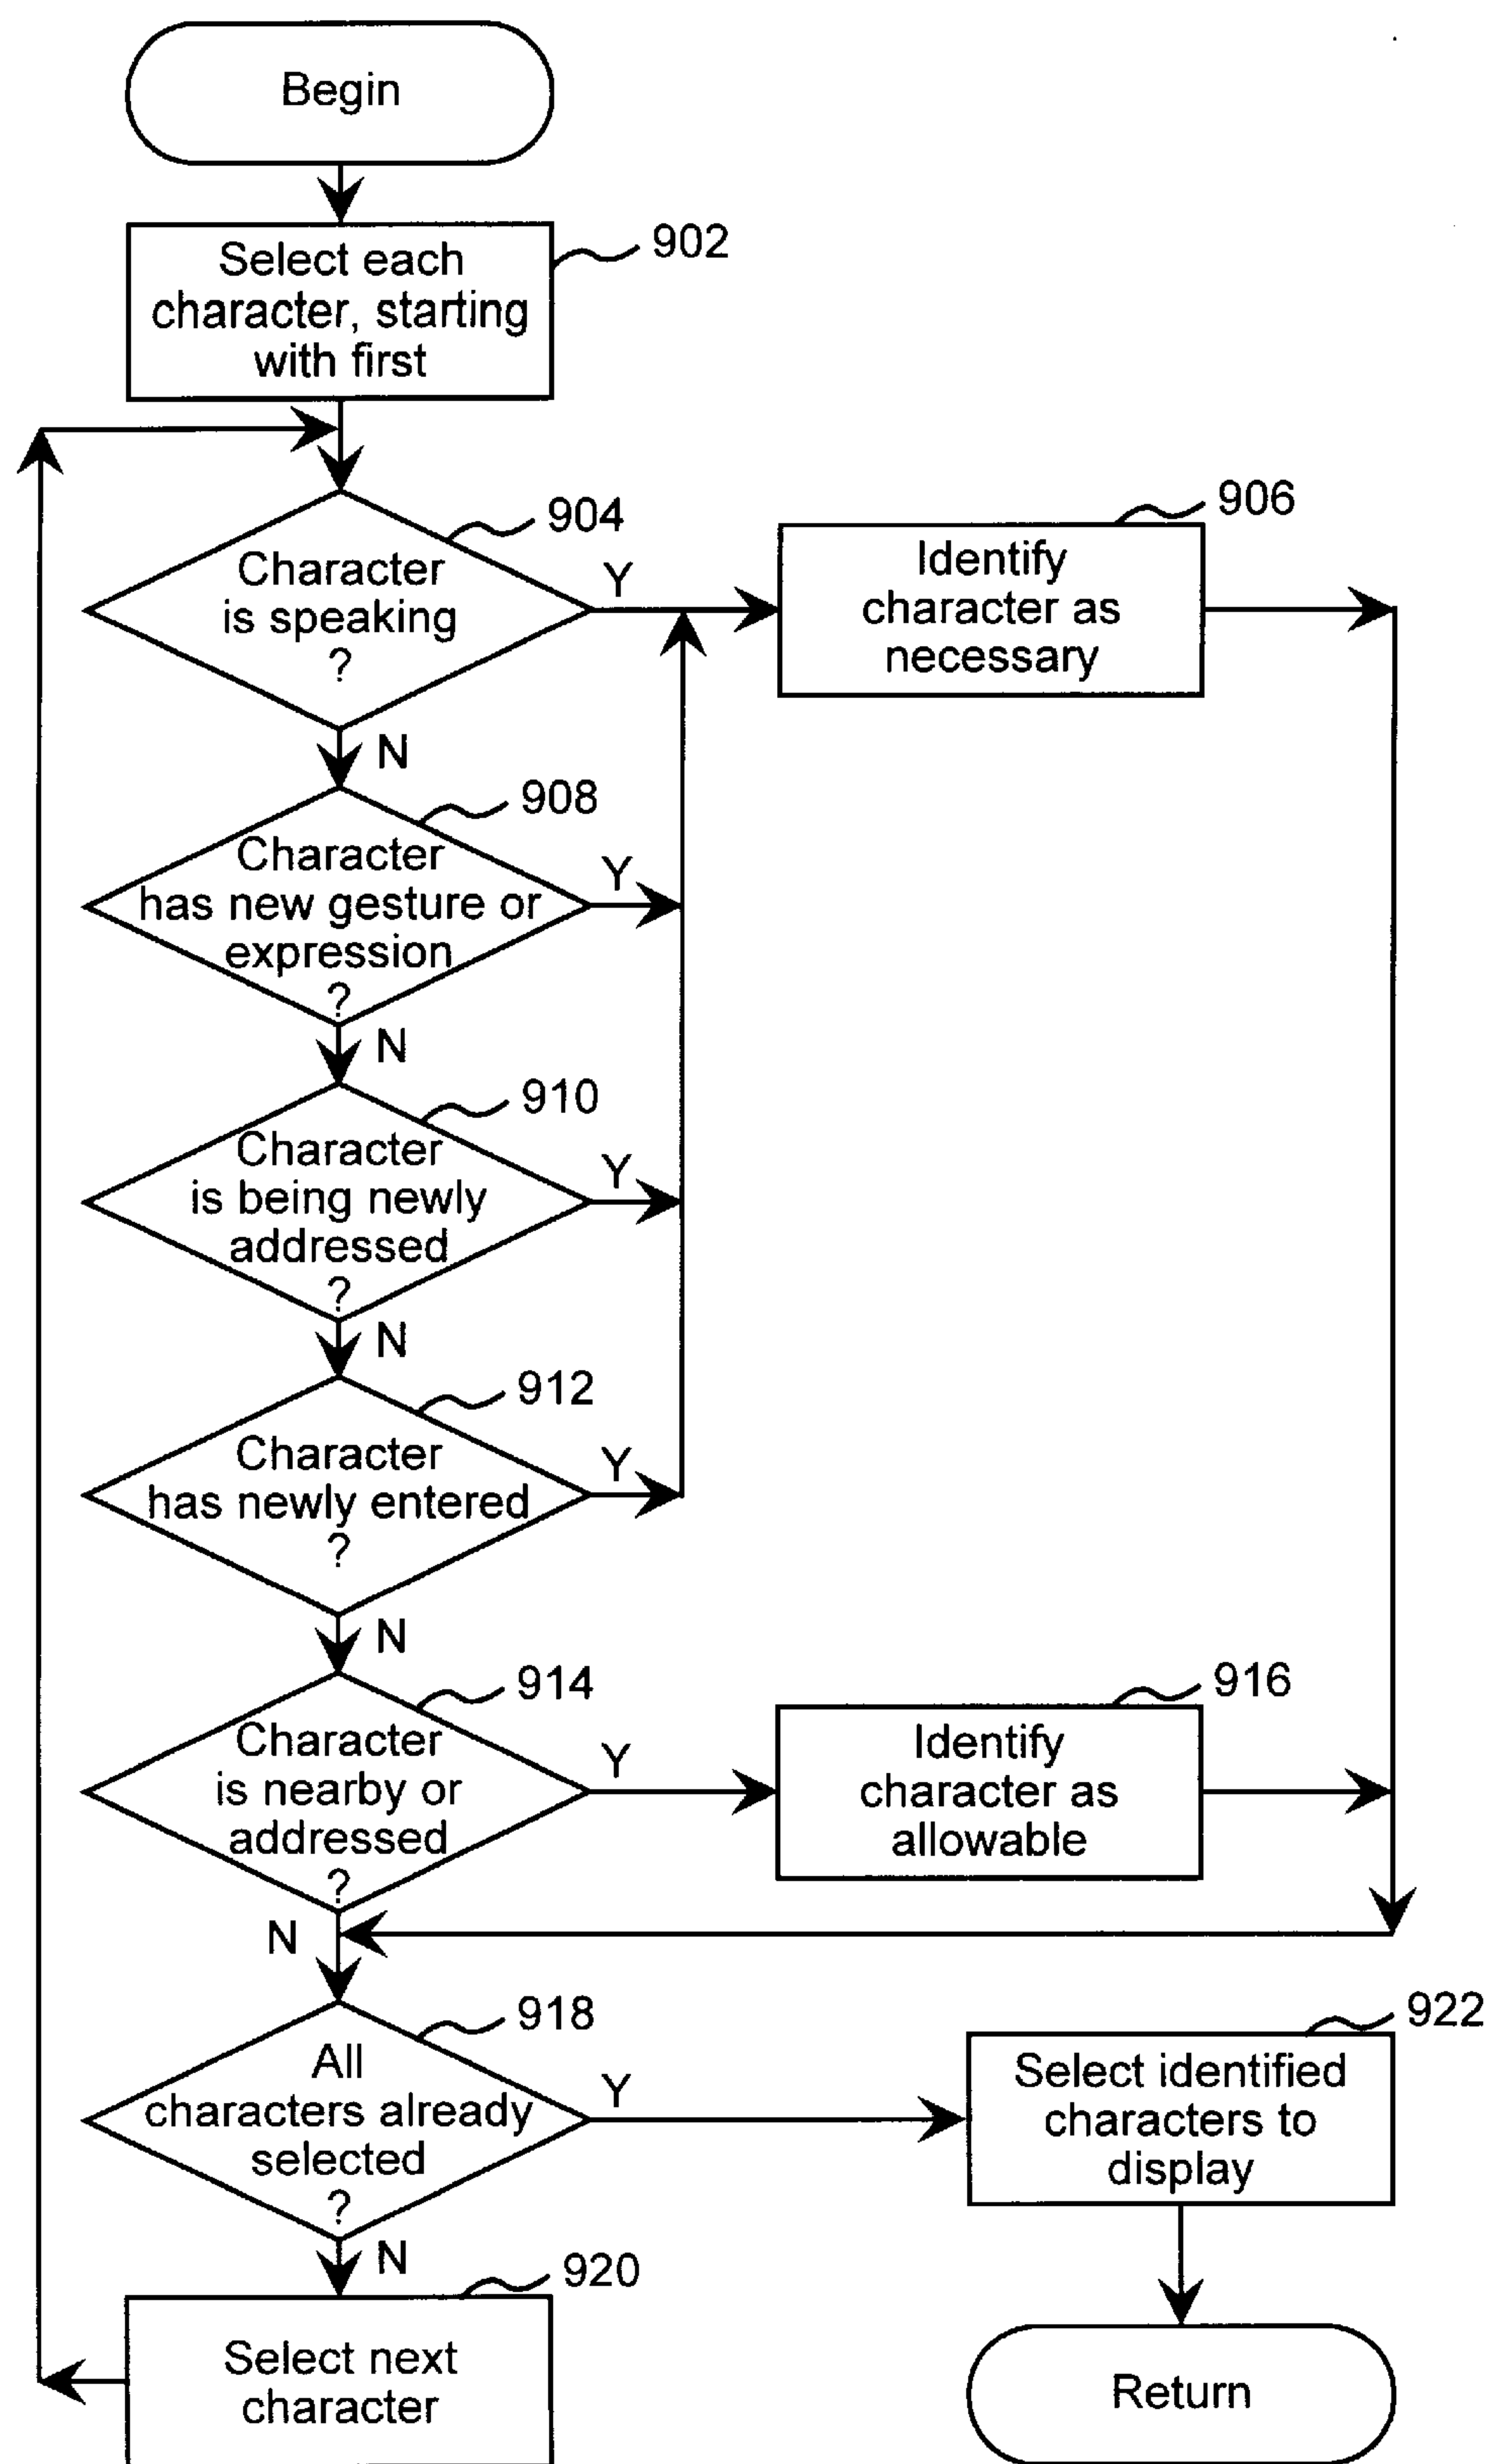 Begin
902
Select each
character, starting
with first
904
Character
is speaking
?
Y
906
Identify
character as
necessary
N
908
Character
has new gesture or
expression
?
Y
N
910
Character
is being newly
addressed
?
Y
N
912
Character
has newly entered
?
Y
N
914
Character
is nearby or
addressed
?
Y
916
Identify
character as
allowable
N
918
All
characters already
selected
?
Y
922
Select identified
characters to
display
N
920
Select next
character
Return